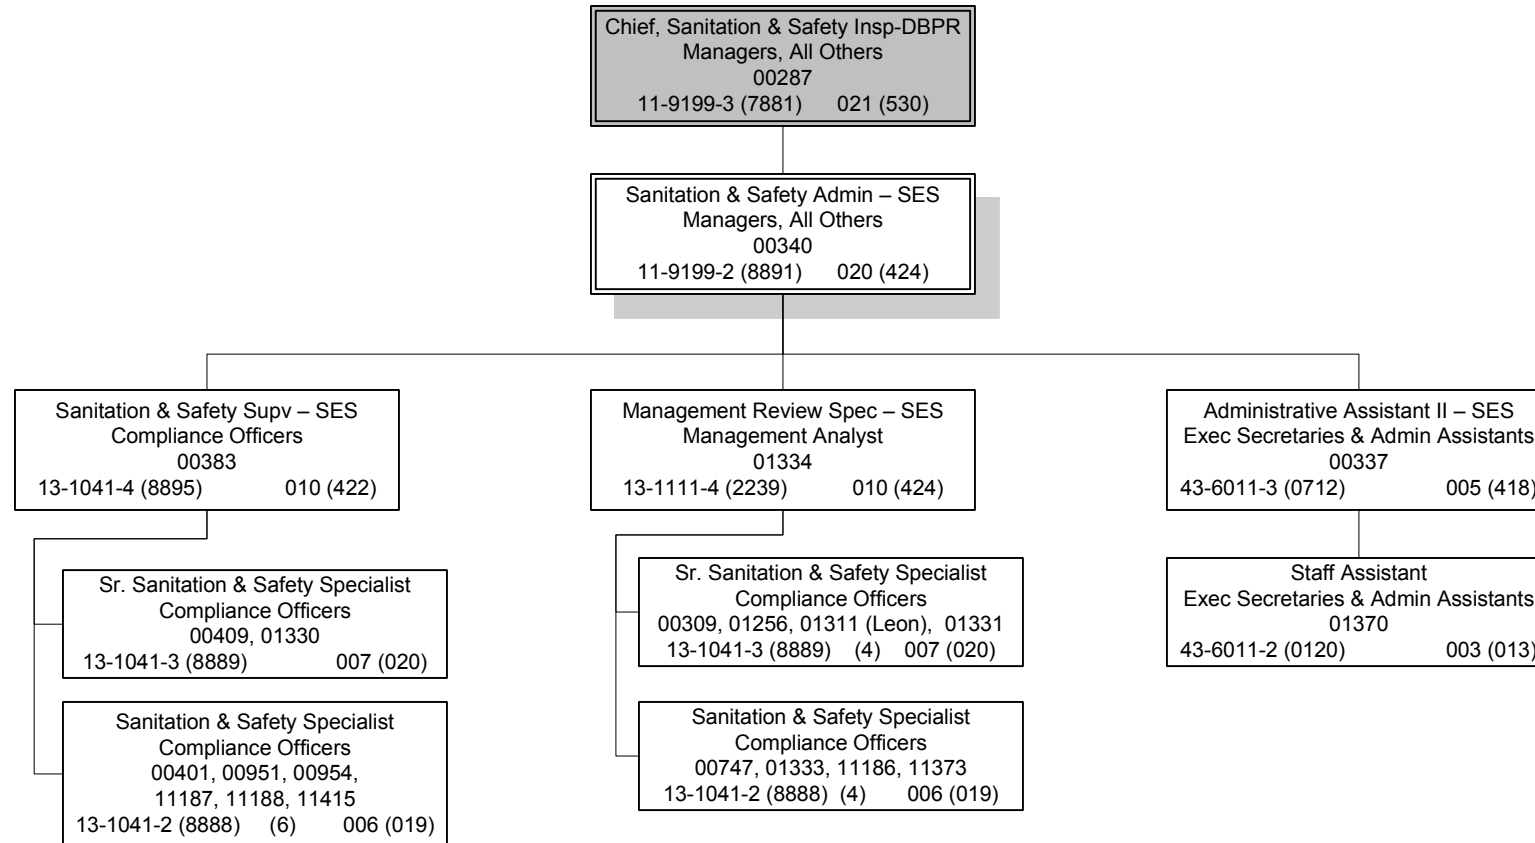 Chief, Sanitation & Safety Insp-DBPR
Managers, All Others
00287
11-9199-3 (7881) 021 (530)
Sanitation & Safety Admin – SES
Managers, All Others
00340
11-9199-2 (8891) 020 (424)
Sanitation & Safety Supv – SES
Compliance Officers
00383
13-1041-4 (8895) 010 (422)
Sr. Sanitation & Safety Specialist
Compliance Officers
00409, 01330
13-1041-3 (8889) 007 (020)
Sanitation & Safety Specialist
Compliance Officers
00401, 00951, 00954,
11187, 11188, 11415
13-1041-2 (8888) (6) 006 (019)
Management Review Spec – SES
Management Analyst
01334
13-1111-4 (2239) 010 (424)
Sr. Sanitation & Safety Specialist
Compliance Officers
00309, 01256, 01311 (Leon), 01331
13-1041-3 (8889) (4) 007 (020)
Sanitation & Safety Specialist
Compliance Officers
00747, 01333, 11186, 11373
13-1041-2 (8888) (4) 006 (019)
Administrative Assistant II – SES
Exec Secretaries & Admin Assistants
00337
43-6011-3 (0712) 005 (418)
Staff Assistant
Exec Secretaries & Admin Assistants
01370
43-6011-2 (0120) 003 (013)